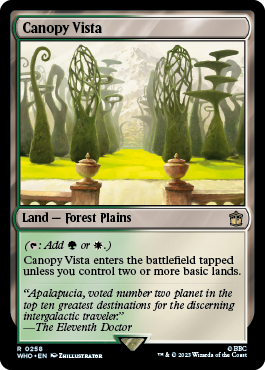 Canopy Vista
Land — Forest Plains
(: Add or .)
Canopy Vista enters the battlefield tapped
unless you control two or more basic lands.
“Apalapucia, voted number two planet in the
top ten greatest destinations for the discerning
intergalactic traveler.”
—The Eleventh Doctor
R 0258
WHO • EN ZHILLUSTRATOR
© BBC
™ & © 2023 Wizards of the Coast